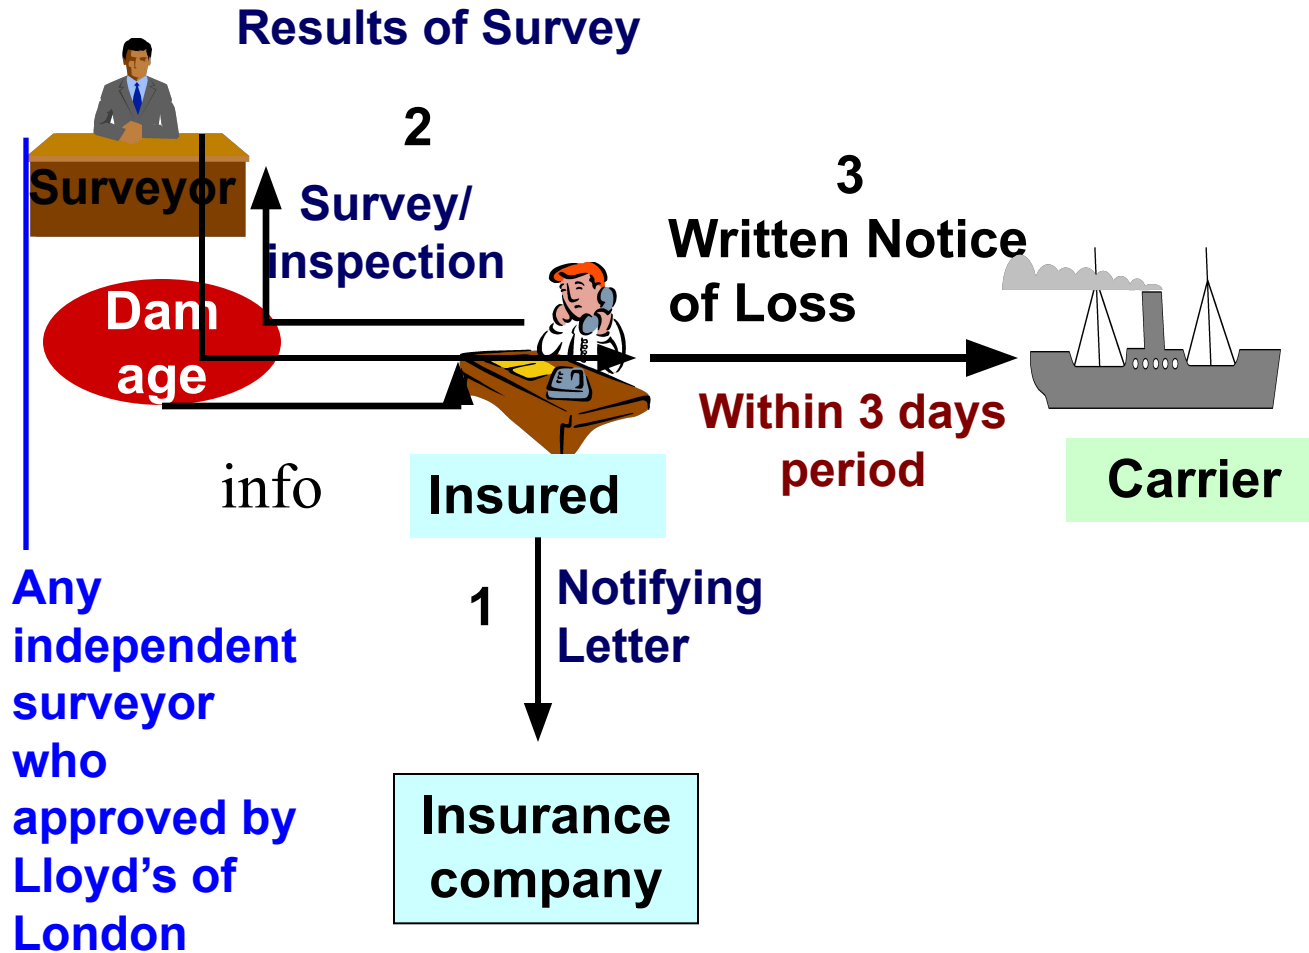 Results of Survey
2
Surveyor
Survey/
inspection
3
Written Notice
of Loss
Dam
age
Within 3 days
period
info
Insured
Carrier
1
Notifying
Letter
Any
independent
surveyor
who
approved by
Lloyd’s of
London
Insurance
company